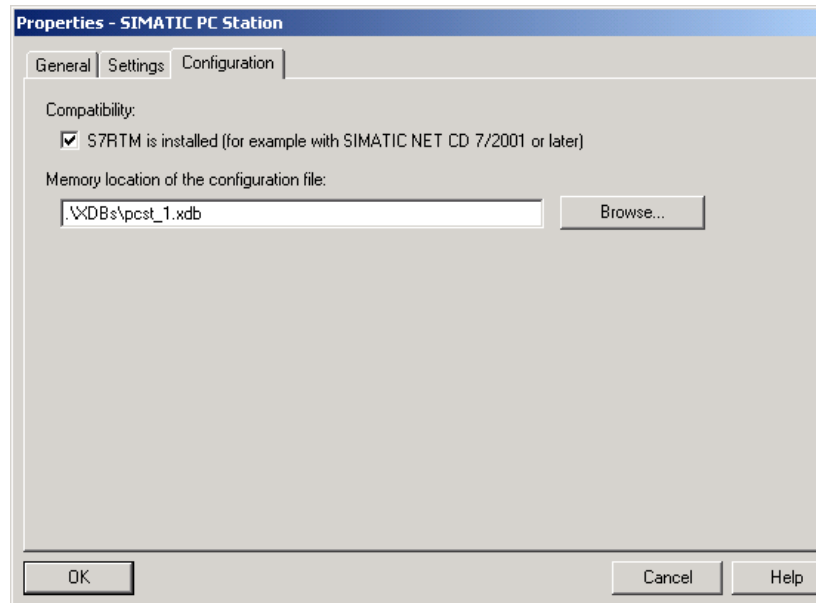 Properties - SIMATIC PC Station
General Settings Configuration
Compatibility:
S7RTM is installed (for example with SIMATIC NET CD 7/2001 or later)
Memory location of the configuration file:
.\XDBs\pcst_1.xdb Browse...
OK Cancel Help